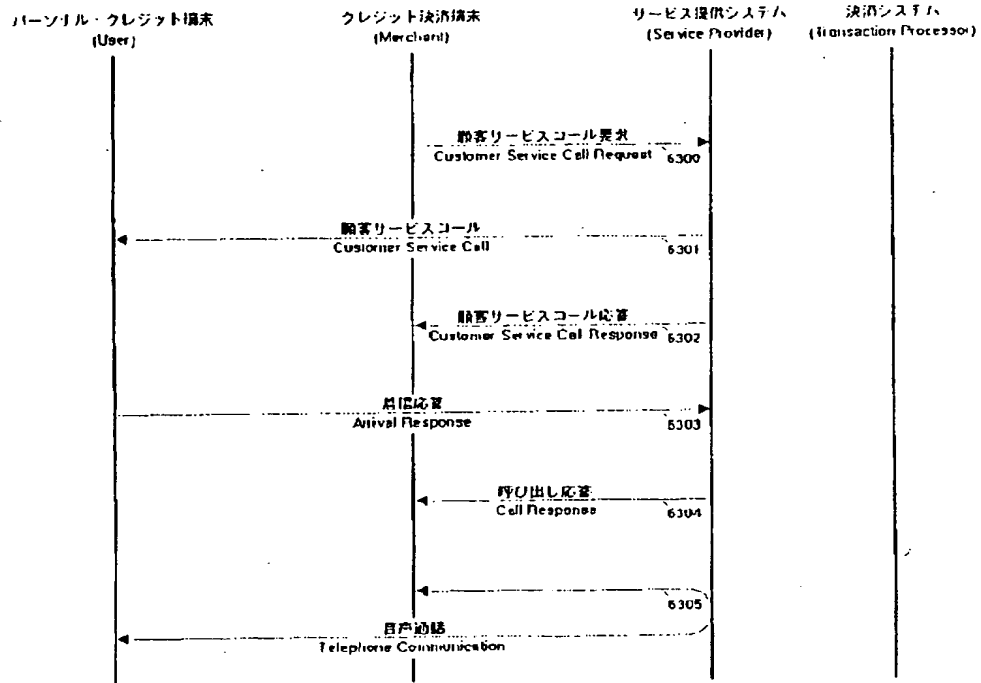 パーソナル・クレジット端末
(User)
クレジット決済端末
(Merchant)
サービス提供システム
(Service Provider)
決済システム
(Transaction Processor)
顧客サービスコール要求
Customer Service Call Request
6300
顧客サービスコール
Customer Service Call
6301
顧客サービスコール応答
Customer Service Call Response
6302
着信応答
Arrival Response
6303
呼び出し応答
Call Response
6304
6305
音声通話
Telephone Communication